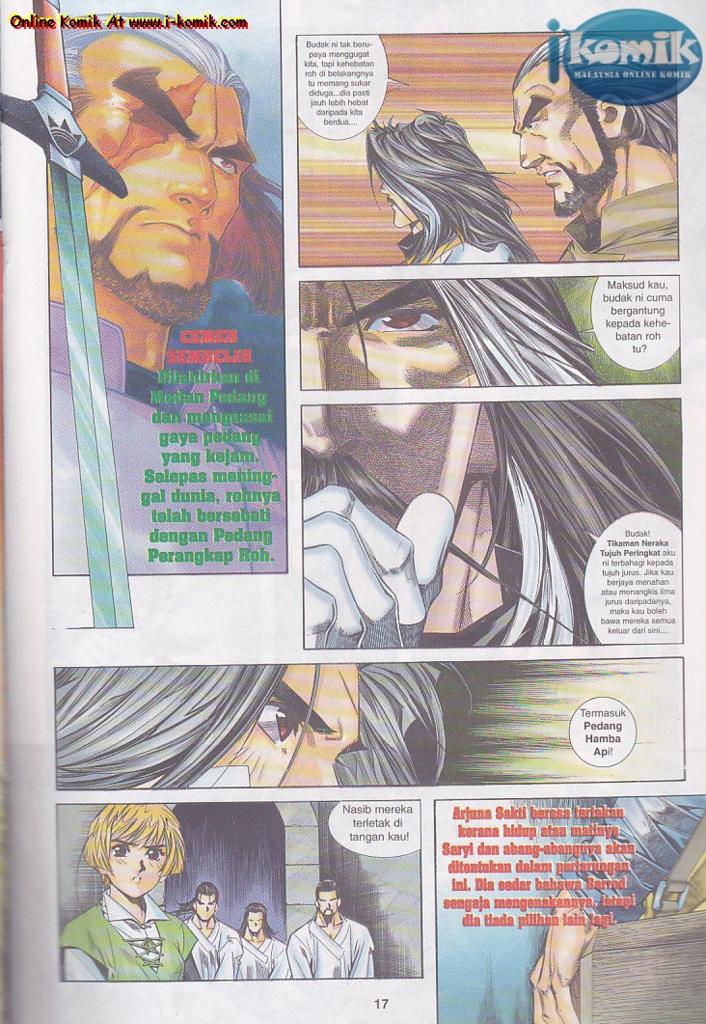 Online Komik At www.i-komik.com
ikomik
MALAYSIA ONLINE KOMIK
Budak ni tak beru-
paya menggugat
kita, tapi kehebatan
roh di belakangnya
tu memang sukar
diduga...dia pasti
jauh lebih hebat
daripada kita
berdua....
SEMBELIH
Dilahirkan di
Medan Pedang
dan menguasai
gaya pedang
yang kejam.
Selepas mening-
gal dunia, rohnya
telah bersebati
dengan Pedang
Perangkap Roh.
Maksud kau,
budak ni cuma
bergantung
kepada kehe-
batan roh
tu?
Budak!
Tikaman Neraka
Tujuh Peringkat aku
ni terbahagi kepada
tujuh jurus. Jika kau
berjaya menahan
atau menangkis lima
jurus daripadanya,
maka kau boleh
bawa mereka semua
keluar dari sini....
Termasuk
Pedang
Hamba
Api!
Nasib mereka
terletak di
tangan kau!
Arjuna Sakti berasa tertekan
kerana hidup atau matinya
Saryi dan abang-abangnya akan
ditentukan dalam pertarungan
ini. Dia sedar bahawa
sengaja mengenakannya, tetapi
dia tiada pilihan lain lagi.
17